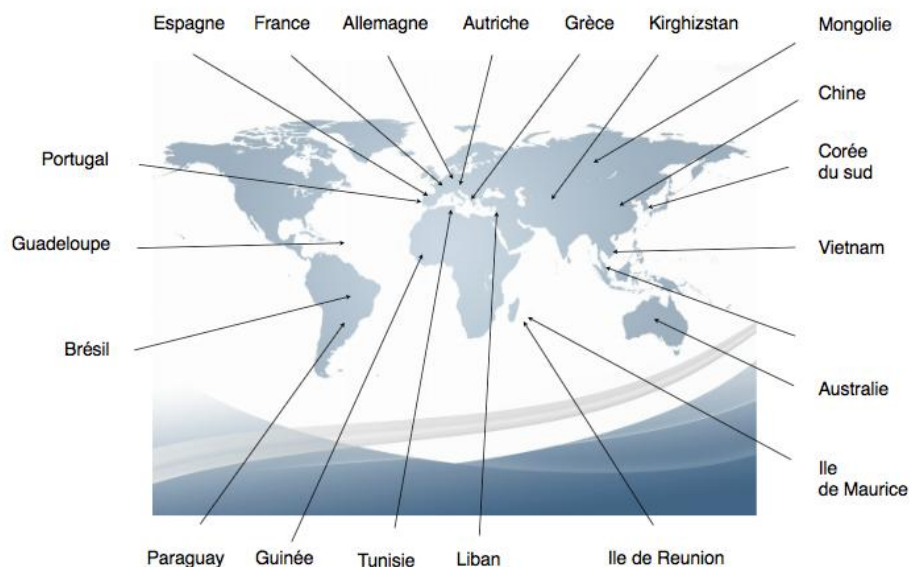 Espagne France Allemagne Autriche Grèce Kirghizstan Mongolie
Chine
Corée
du sud
Portugal
Guadeloupe
Vietnam
Brésil
Australie
Ile
de Maurice
Paraguay Guinée Tunisie Liban Ile de Reunion